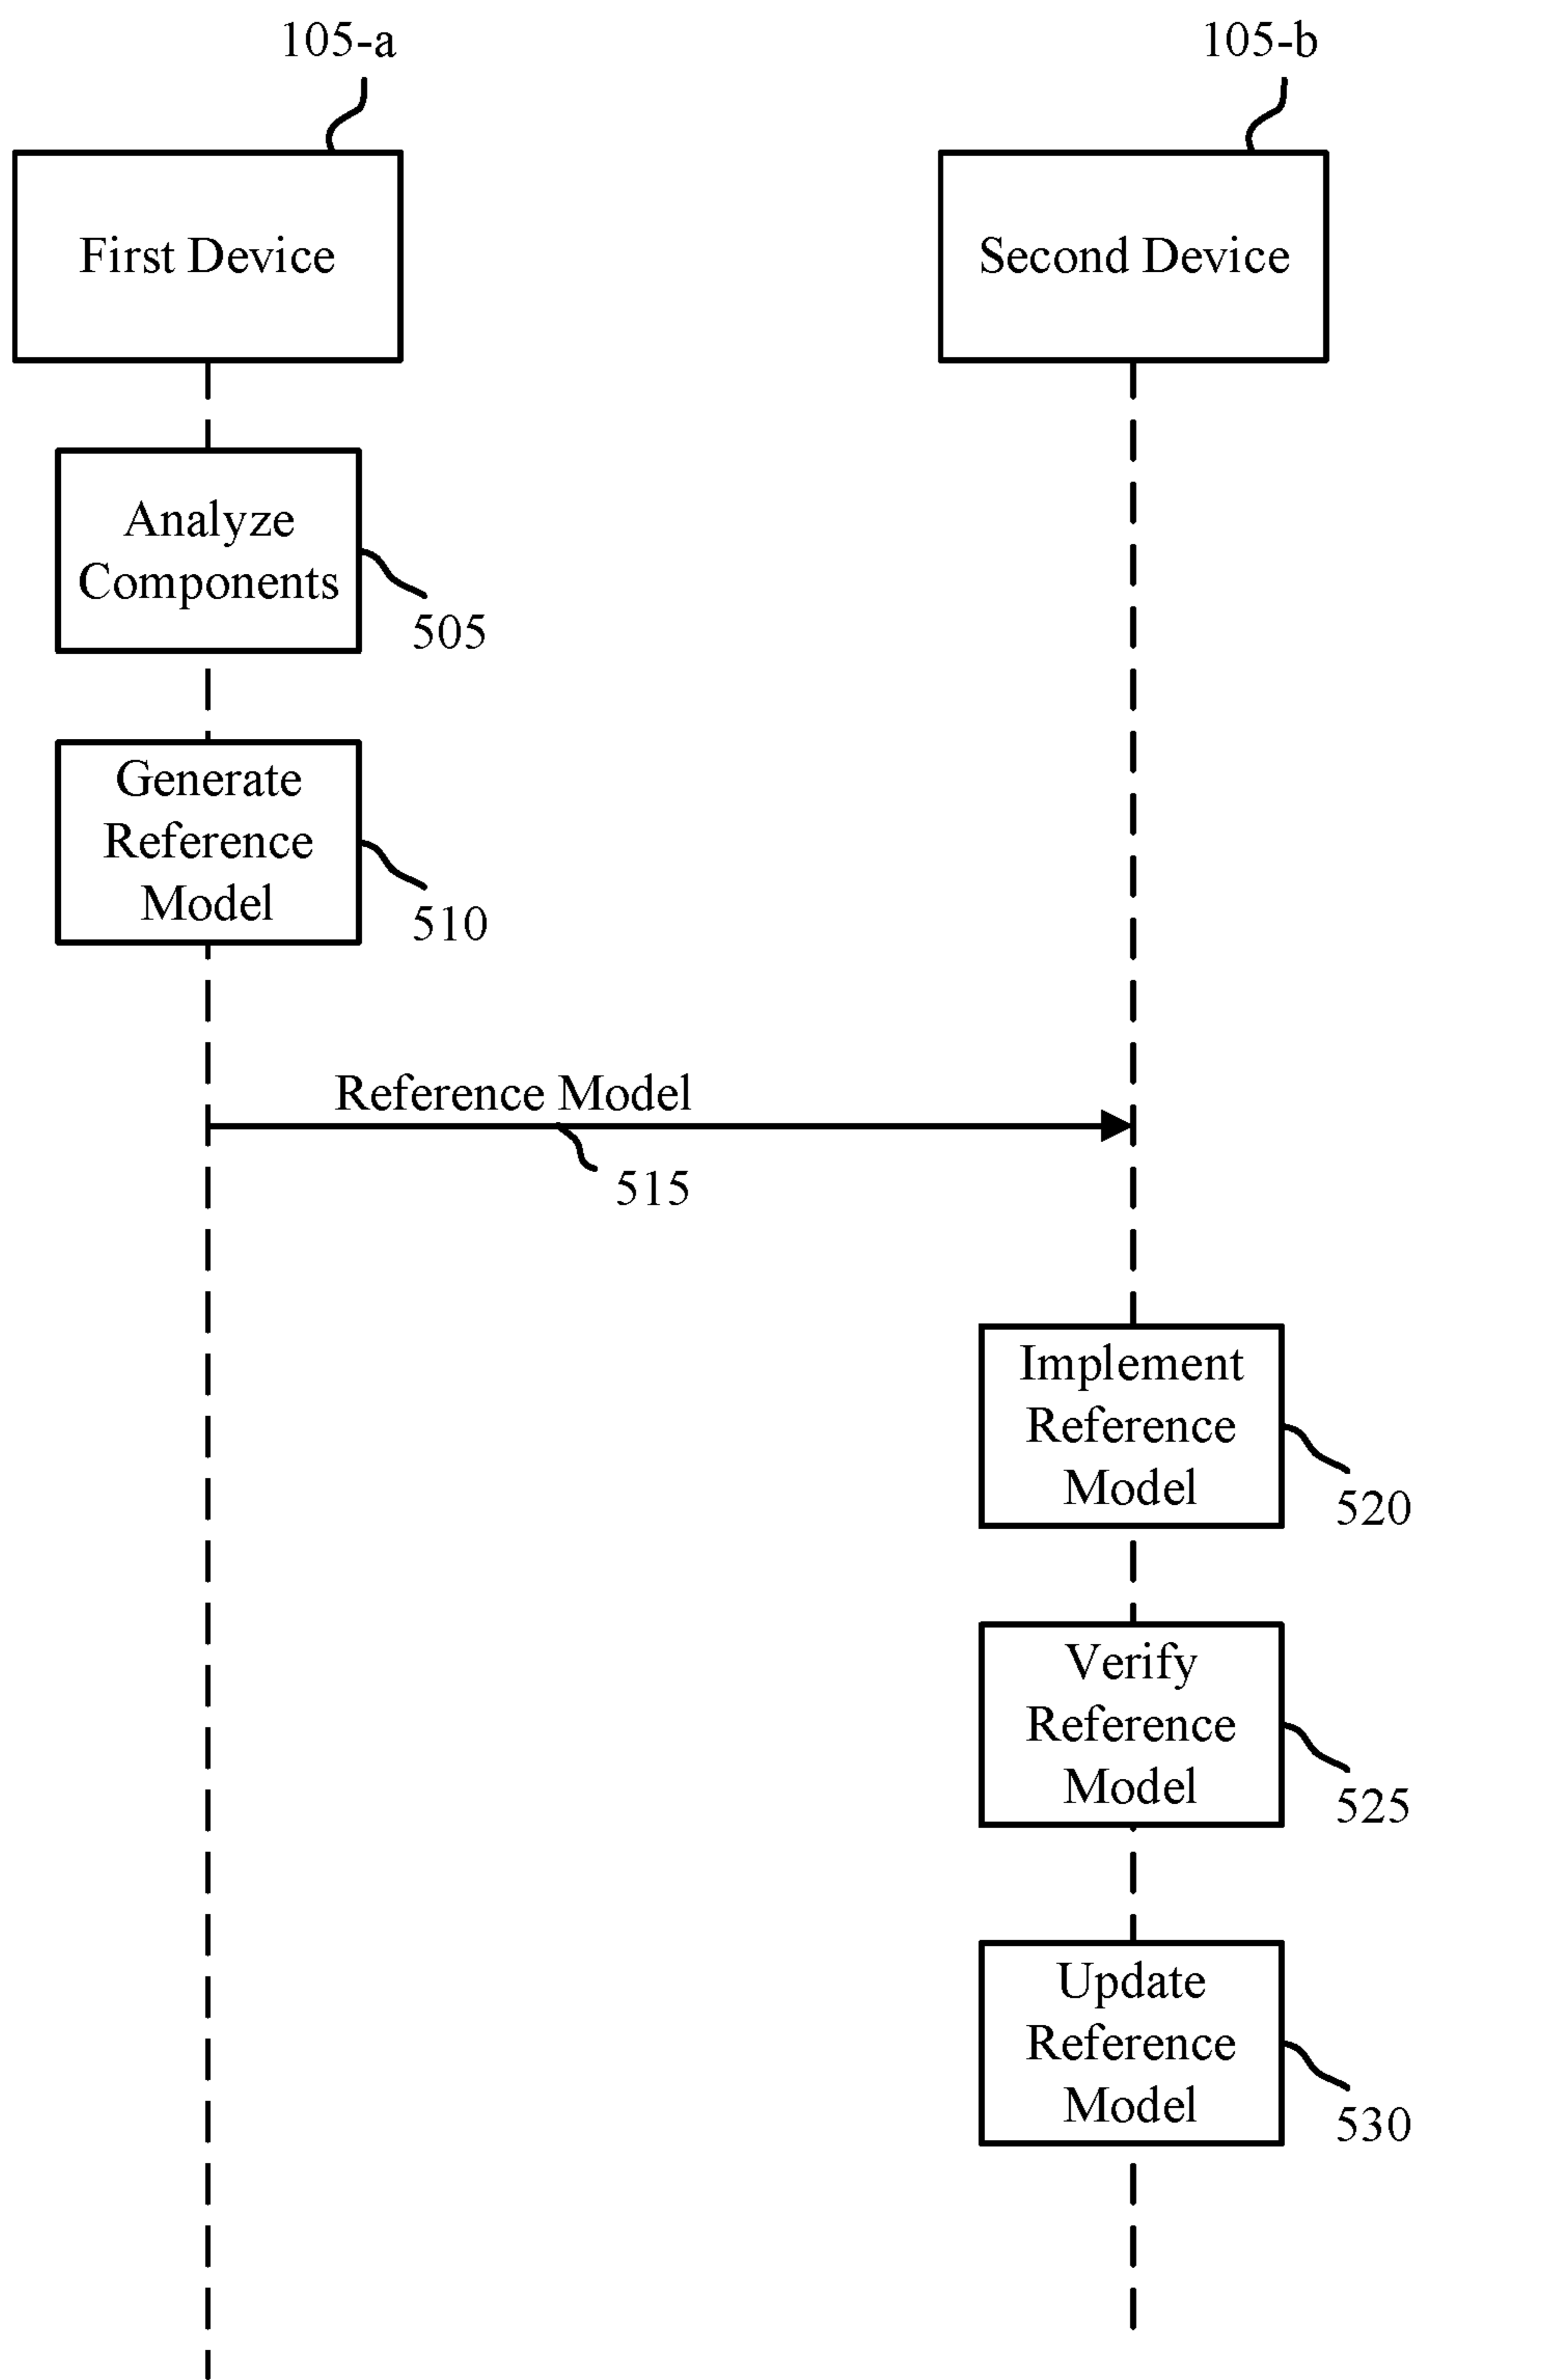 105-a
105-b
First Device
Second Device
Analyze
Components
505
Generate
Reference
Model
510
Reference Model
515
Implement
Reference
Model
520
Verify
Reference
Model
525
Update
Reference
Model
530